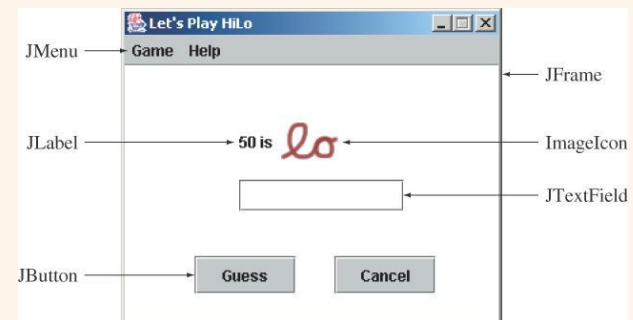 Let's Play HiLo
JMenu Game Help
JFrame
JLabel 50 is lo ImageIcon
JTextField
JButton Guess Cancel